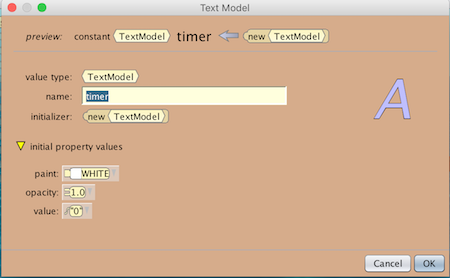 Text Model
preview: constant TextModel timer new TextModel
value type: TextModel
name: timer
initializer: new TextModel
initial property values
paint: WHITE
opacity: 1.0
value: "0"
A
Cancel OK